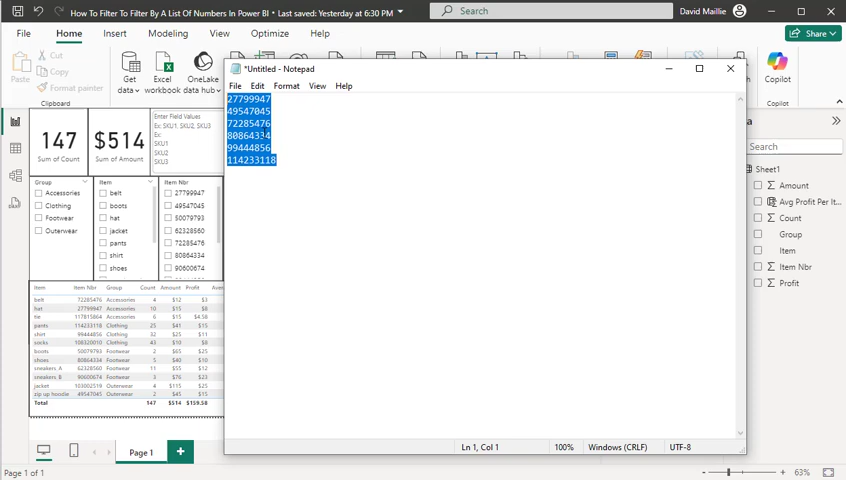 How To Filter To Filter By A List Of Numbers In Power BI • Last saved: Yesterday at 6:30 PM
Search
David Maillie
File Home Insert Modeling View Optimize Help
Share
Paste
Cut
Copy
Format painter
Clipboard
Get data
Excel workbook
OneLake data hub
Copilot
Copilot
*Untitled - Notepad
File Edit Format View Help
27799947
49547045
72285476
80864334
99444856
114233118
Ln 1, Col 1 100% Windows (CRLF) UTF-8
147
Sum of Count
$514
Sum of Amount
Enter Field Values
Ex: SKU1, SKU2, SKU3
Ex:
SKU1
SKU2
SKU3
Group
Accessories
Clothing
Footwear
Outerwear
Item
belt
boots
hat
jacket
pants
shirt
shoes
Item Nbr
27799947
49547045
50079793
62328560
72285476
80864334
90600674
Item Item Nbr Group Count Amount Profit
belt 72285476 Accessories 4 $12 $3
hat 27799947 Accessories 10 $15 $8
tie 117815864 Accessories 6 $15 $4.58
pants 114233118 Clothing 25 $41 $15
shirt 99444856 Clothing 32 $25 $11
socks 108320010 Clothing 43 $10 $8
boots 50079793 Footwear 2 $65 $25
shoes 80864334 Footwear 5 $40 $10
sneakers A 62328560 Footwear 11 $55 $12
sneakers B 90600674 Footwear 3 $76 $23
jacket 103002519 Outerwear 4 $115 $25
zip up hoodie 49547045 Outerwear 2 $45 $15
Total 147 $514 $159.58
Search
Sheet1
Amount
Avg Profit Per It...
Count
Group
Item
Item Nbr
Profit
Page 1
Page 1 of 1
63%